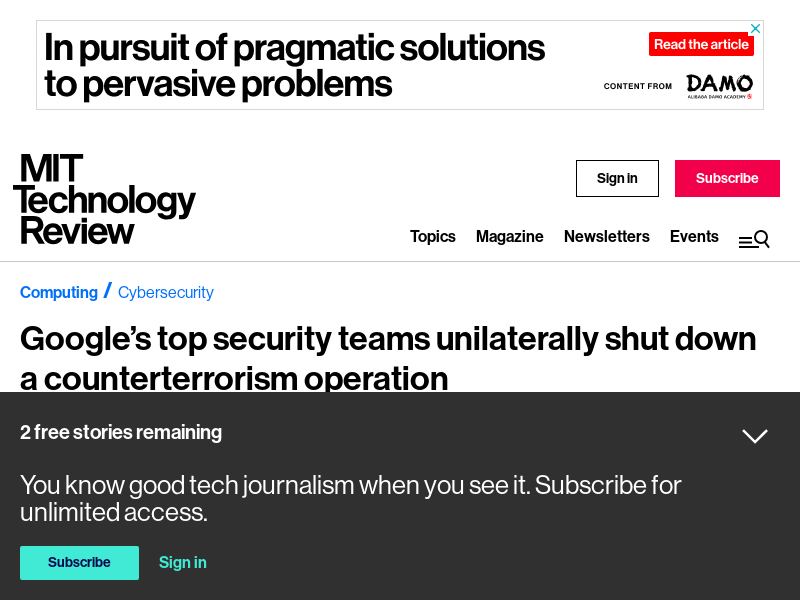 In pursuit of pragmatic solutions
to pervasive problems
Read the article
CONTENT FROM
DAMO
ALIBABA DAMO ACADEMY
MIT
Technology
Review
Sign in
Subscribe
Topics
Magazine
Newsletters
Events
Computing / Cybersecurity
Google's top security teams unilaterally shut down
a counterterrorism operation
2 free stories remaining
You know good tech journalism when you see it. Subscribe for
unlimited access.
Subscribe
Sign in